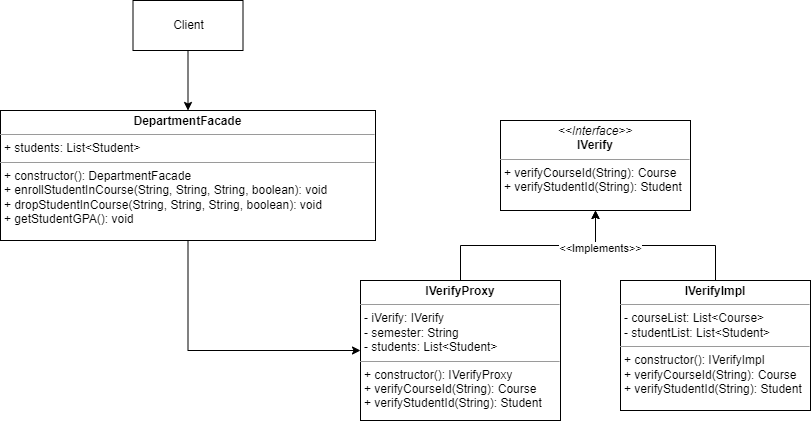 Client
DepartmentFacade
+ students: List<Student>
+ constructor(): DepartmentFacade
+ enrollStudentInCourse(String, String, String, boolean): void
+ dropStudentInCourse(String, String, String, boolean): void
+ getStudentGPA(): void
<<Interface>>
IVerify
+ verifyCourseId(String): Course
+ verifyStudentId(String): Student
<<Implements>>
IVerifyProxy
- iVerify: IVerify
- semester: String
- students: List<Student>
+ constructor(): IVerifyProxy
+ verifyCourseId(String): Course
+ verifyStudentId(String): Student
IVerifyImpl
- courseList: List<Course>
- studentList: List<Student>
+ constructor(): IVerifyImpl
+ verifyCourseId(String): Course
+ verifyStudentId(String): Student